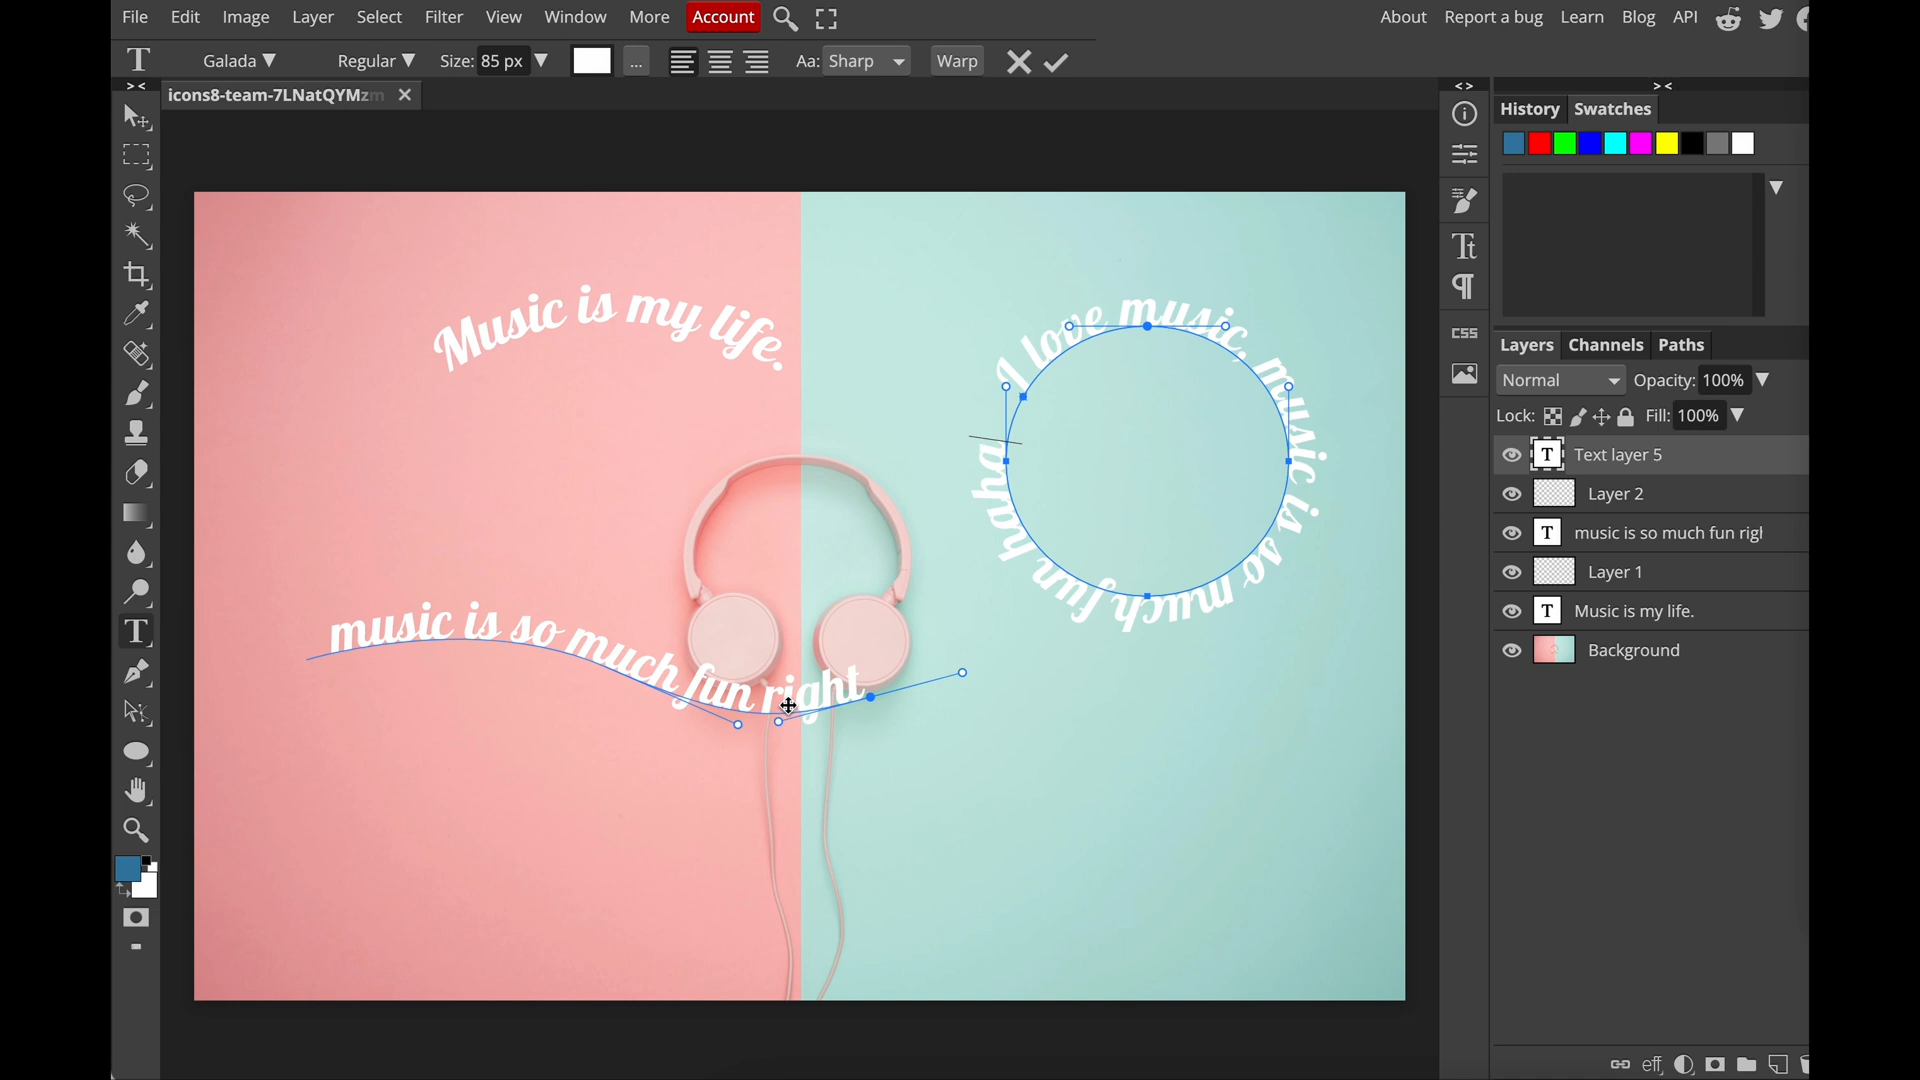 File Edit Image Layer Select Filter View Window More Account About Report a bug Learn Blog API
T Galada Regular Size: 85 px ... Aa: Sharp Warp
icons8-team-7LNatQYMzm
History Swatches
Music is my life.
I love music. music is so much fun haha
music is so much fun right
T
CSS
Layers Channels Paths
Normal Opacity: 100%
Lock: Fill: 100%
T Text layer 5
Layer 2
T music is so much fun rigl
Layer 1
T Music is my life.
Background
eff